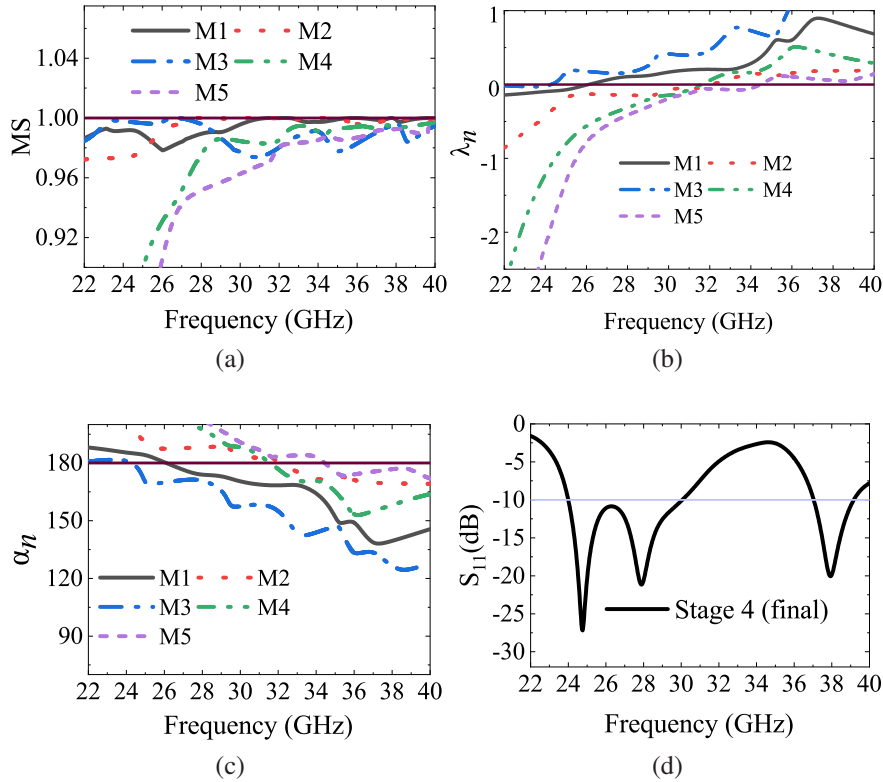 M1 M2
M3 M4
M5
1.04
1.00
0.96
0.92
MS
22 24 26 28 30 32 34 36 38 40
Frequency (GHz)
(a)
1
0
-1
-2
λn
M1 M2
M3 M4
M5
22 24 26 28 30 32 34 36 38 40
Frequency (GHz)
(b)
180
150
120
90
αn
M1 M2
M3 M4
M5
22 24 26 28 30 32 34 36 38 40
Frequency (GHz)
(c)
0
-5
-10
-15
-20
-25
-30
S11(dB)
Stage 4 (final)
22 24 26 28 30 32 34 36 38 40
Frequency (GHz)
(d)